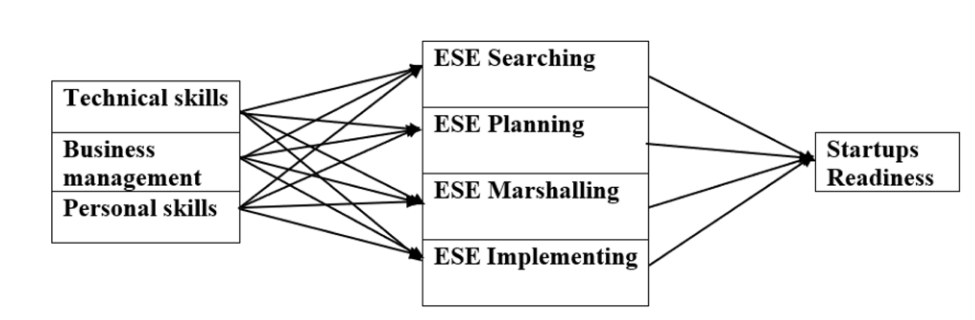 Technical skills
Business
management
Personal skills
ESE Searching
ESE Planning
ESE Marshalling
ESE Implementing
Startups
Readiness